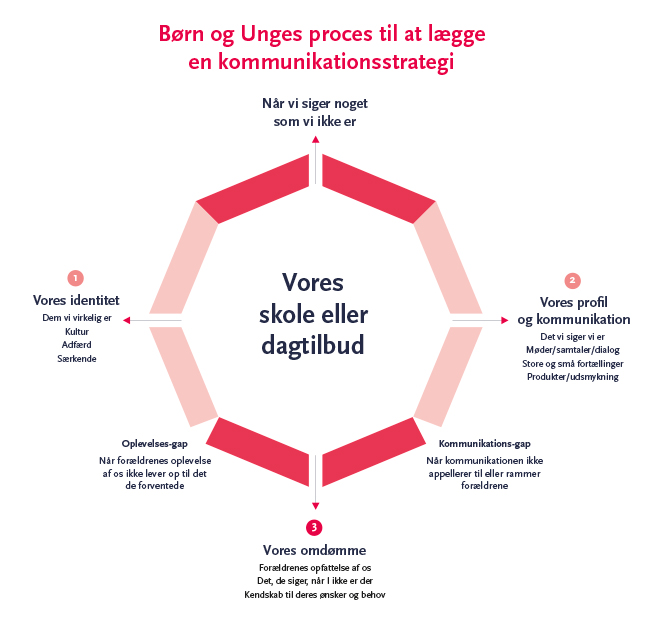 Børn og Unges proces til at lægge
en kommunikationsstrategi
Når vi siger noget
som vi ikke er
1
Vores identitet
Dem vi virkelig er
Kultur
Adfærd
Særkende
Vores
skole eller
dagtilbud
2
Vores profil
og kommunikation
Det vi siger vi er
Møder/samtaler/dialog
Store og små fortællinger
Produkter/udsmykning
Oplevelses-gap
Når forældrenes oplevelse
af os ikke lever op til det
de forventede
Kommunikations-gap
Når kommunikationen ikke
appellerer til eller rammer
forældrene
3
Vores omdømme
Forældrenes opfattelse af os
Det, de siger, når I ikke er der
Kendskab til deres ønsker og behov